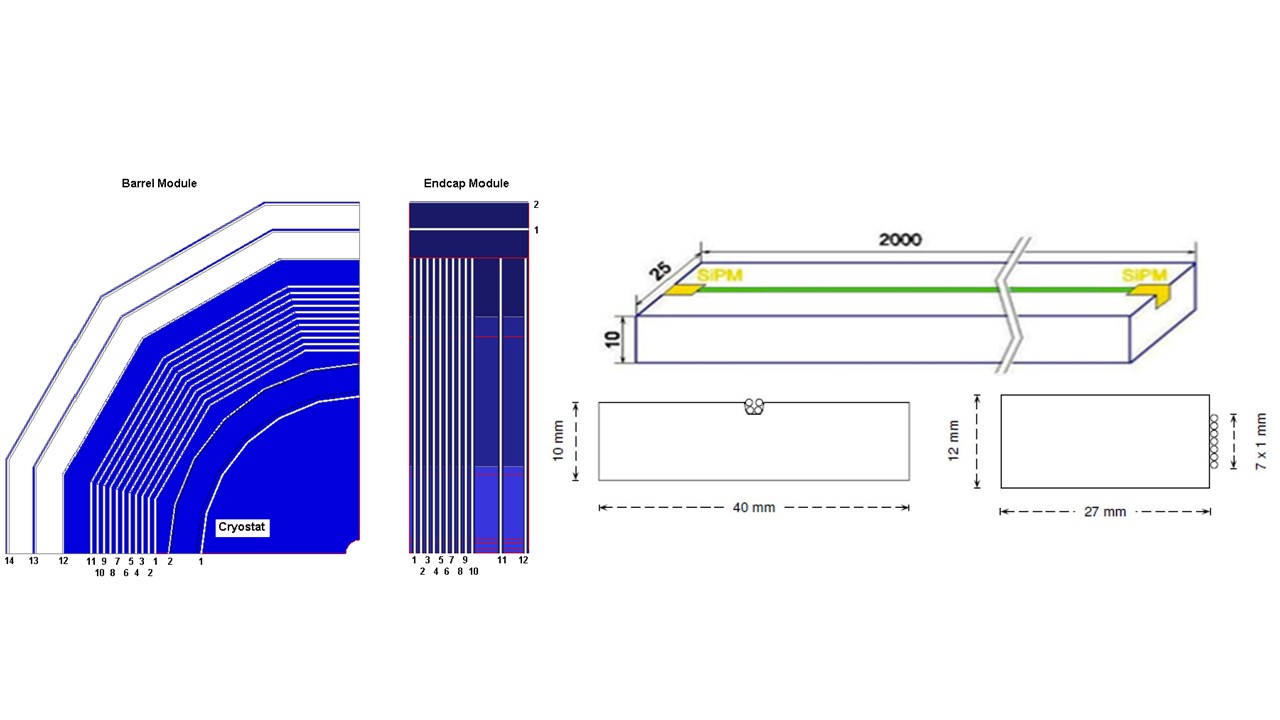 Barrel Module
Cryostat
14 13 12 11 9 7 5 3 1 2 1
10 8 6 4 2
Endcap Module
2
1
1 3 5 7 9 11 12
2 4 6 8 10
2000
25
SiPM
SiPM
10
10 mm
40 mm
12 mm
27 mm
7 x 1 mm